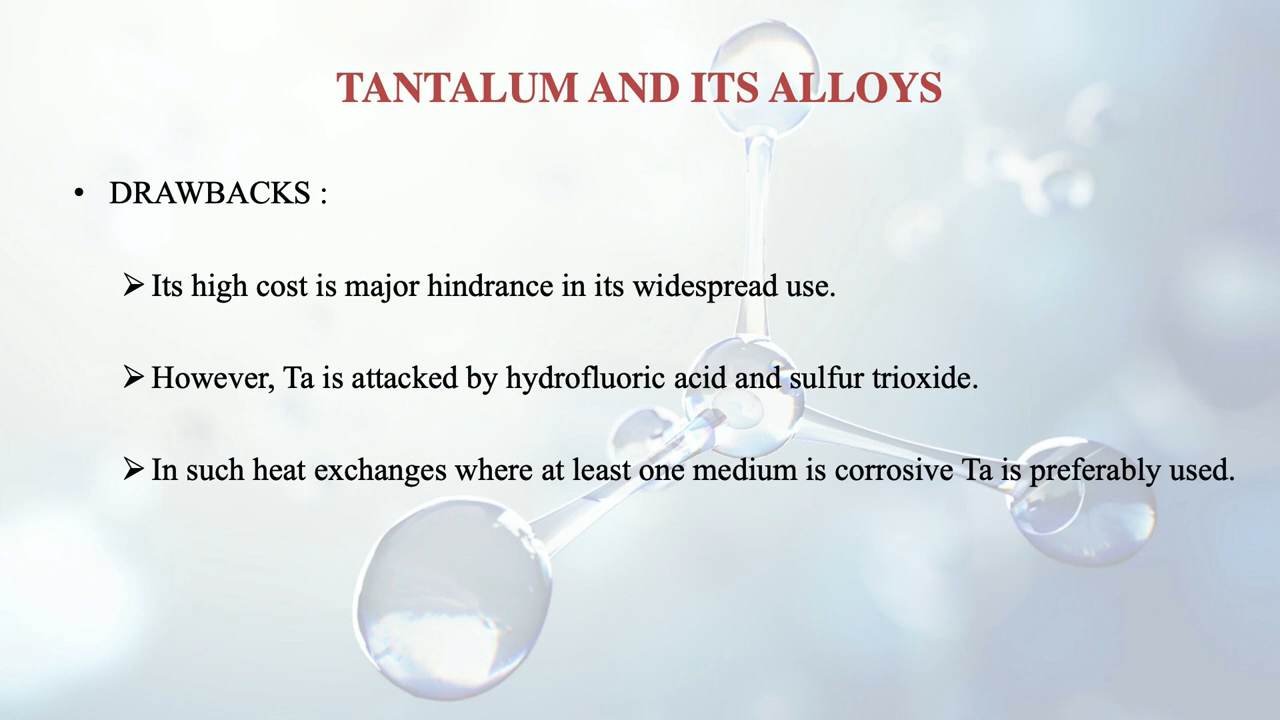 TANTALUM AND ITS ALLOYS
• DRAWBACKS :
➢ Its high cost is major hindrance in its widespread use.
➢ However, Ta is attacked by hydrofluoric acid and sulfur trioxide.
➢ In such heat exchanges where at least one medium is corrosive Ta is preferably used.